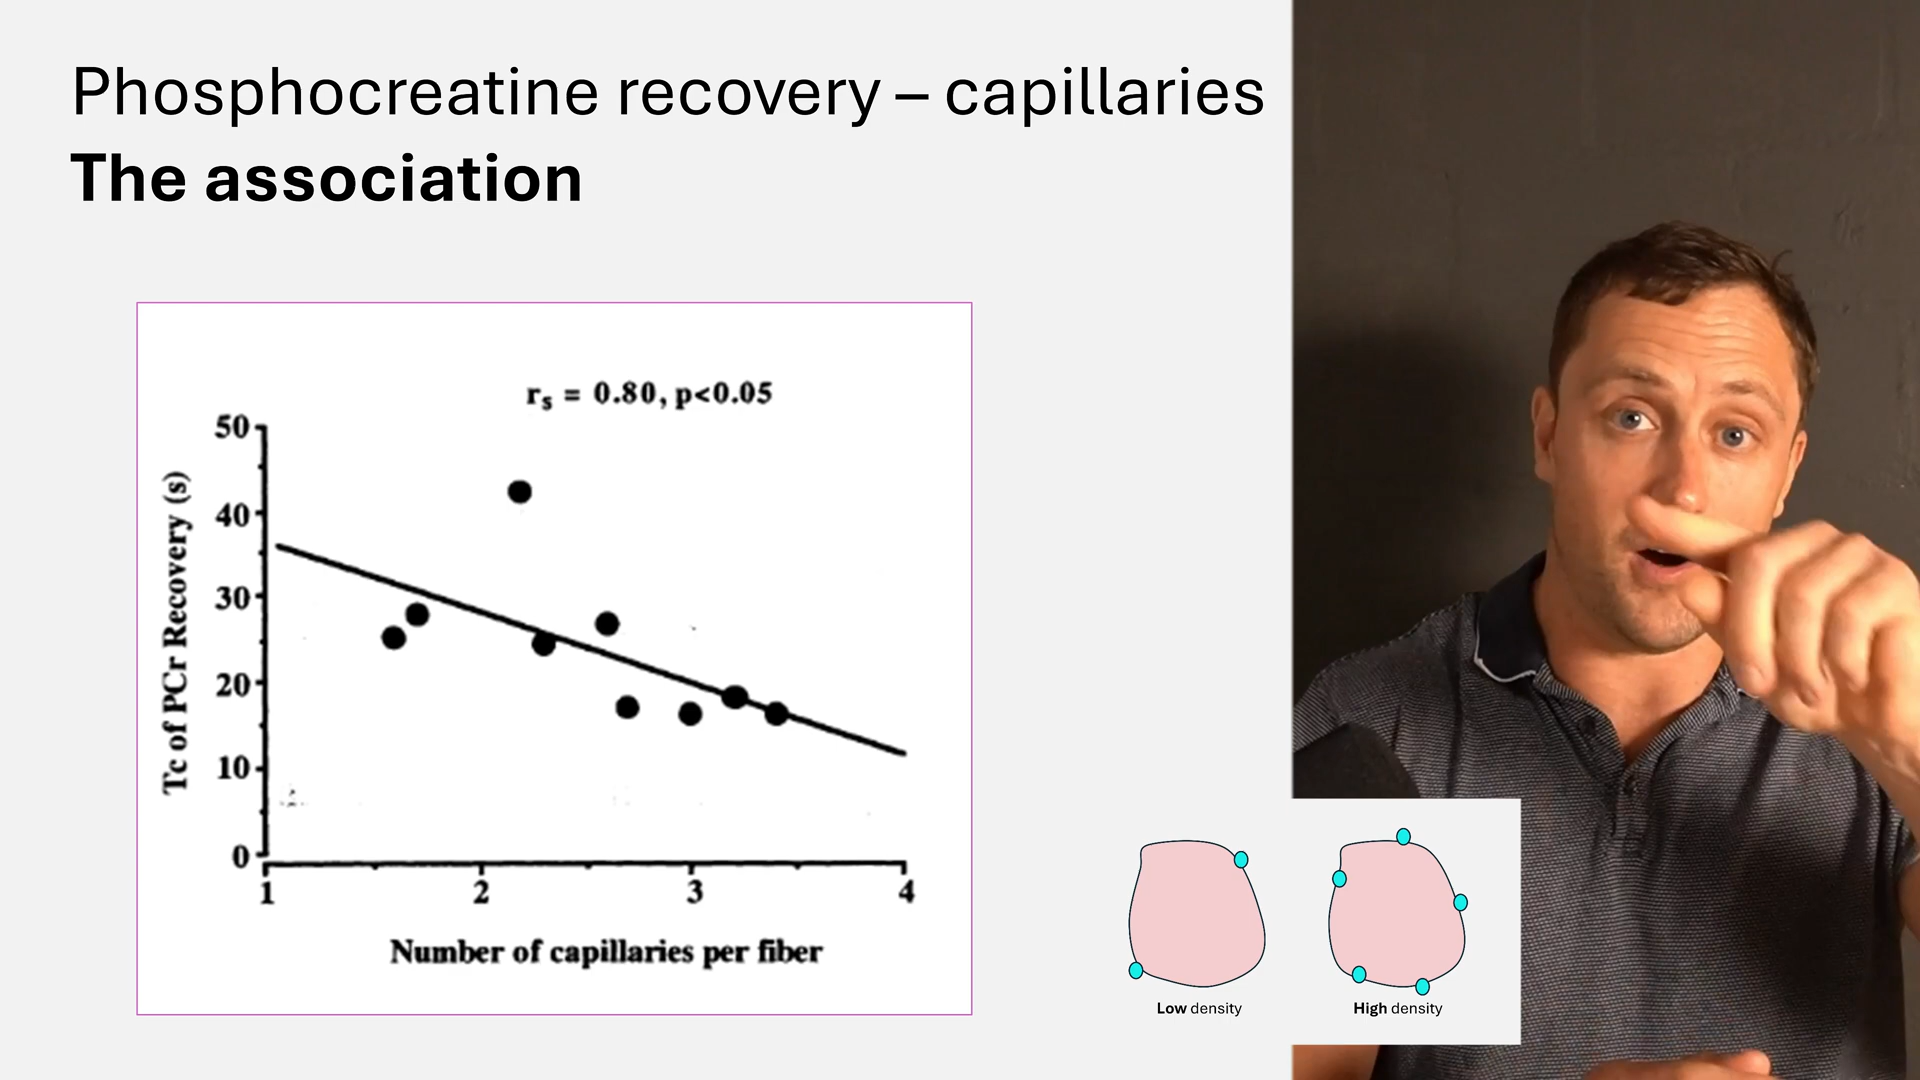 Phosphocreatine recovery – capillaries
The association
rs = 0.80, p<0.05
50
40
30
20
10
0
Tc of PCr Recovery (s)
1 2 3 4
Number of capillaries per fiber
Low density
High density